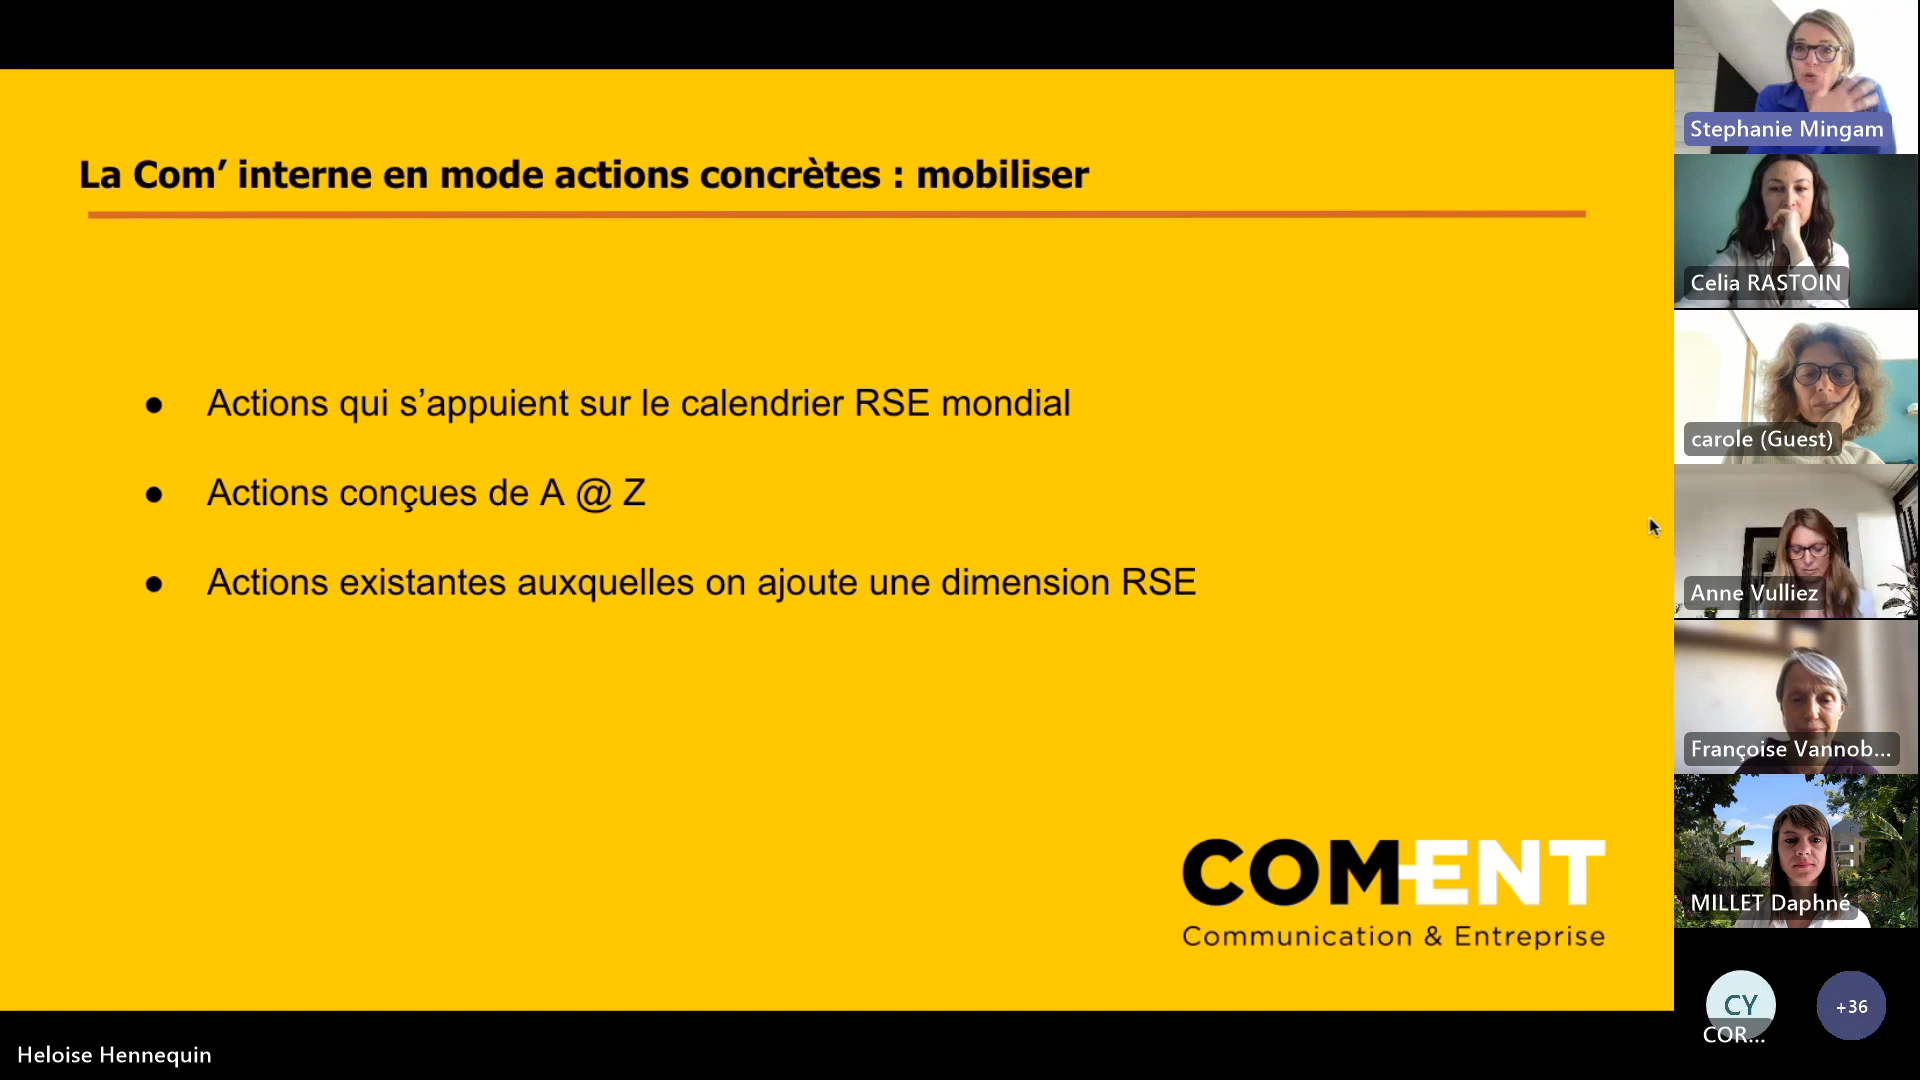 La Com’ interne en mode actions concrètes : mobiliser
● Actions qui s’appuient sur le calendrier RSE mondial
● Actions conçues de A @ Z
● Actions existantes auxquelles on ajoute une dimension RSE
COMENT
Communication & Entreprise
Heloise Hennequin
Stephanie Mingam
Celia RASTOIN
carole (Guest)
Anne Vulliez
Françoise Vannob...
MILLET Daphné
CY
COR...
+36